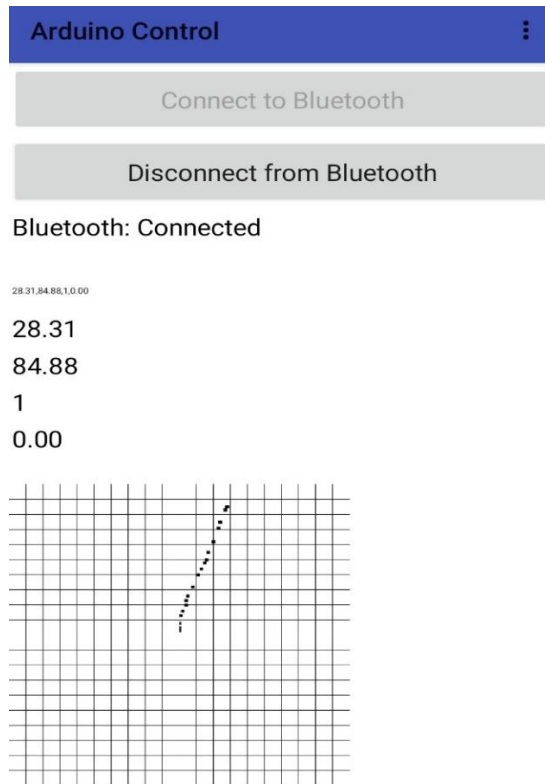 Arduino Control
Connect to Bluetooth
Disconnect from Bluetooth
Bluetooth: Connected
28.31,84.88,1,0.00
28.31
84.88
1
0.00